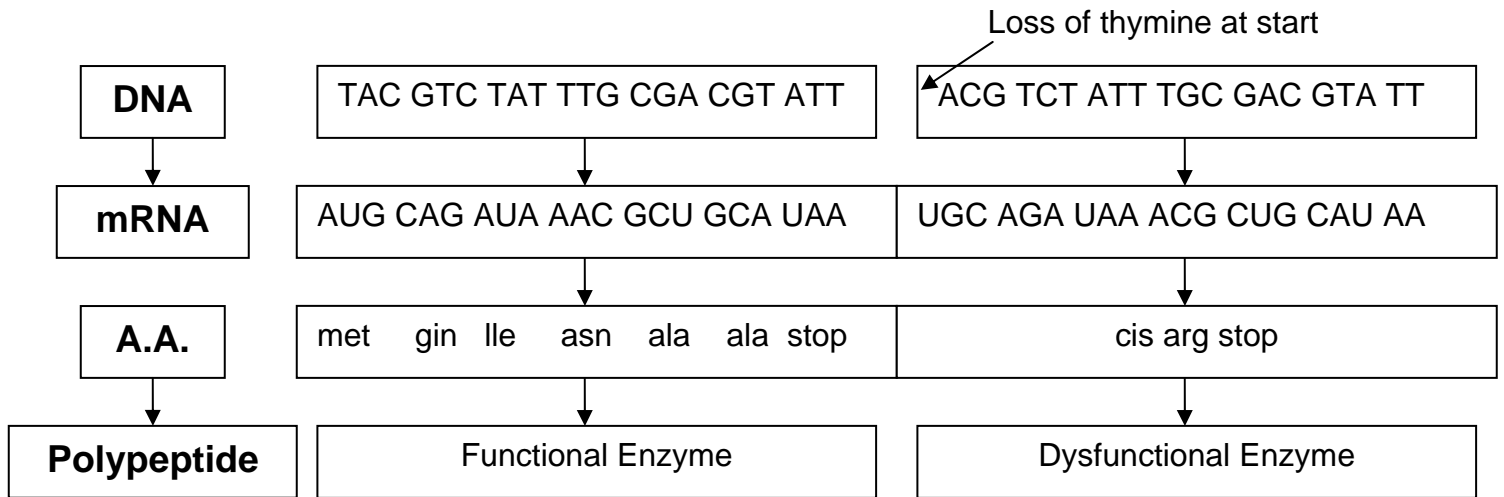 Loss of thymine at start
DNA
TAC GTC TAT TTG CGA CGT ATT
ACG TCT ATT TGC GAC GTA TT
mRNA
AUG CAG AUA AAC GCU GCA UAA
UGC AGA UAA ACG CUG CAU AA
A.A.
met gin lle asn ala ala stop
cis arg stop
Polypeptide
Functional Enzyme
Dysfunctional Enzyme